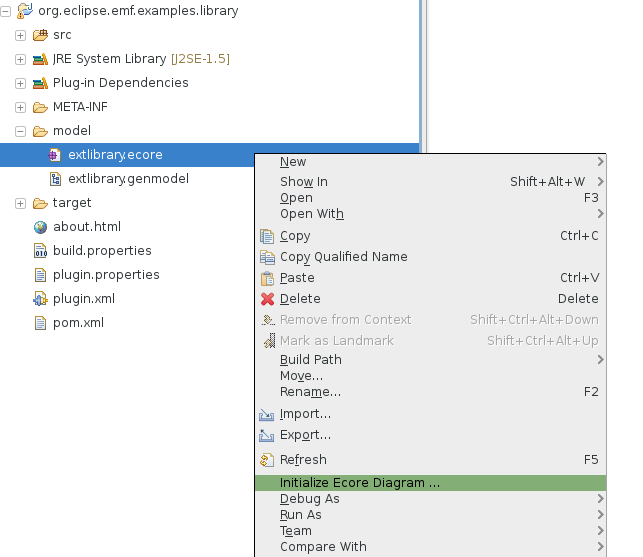 org.eclipse.emf.examples.library
src
JRE System Library [J2SE-1.5]
Plug-in Dependencies
META-INF
model
extlibrary.ecore
extlibrary.genmodel
target
about.html
build.properties
plugin.properties
plugin.xml
pom.xml
New
Show In Shift+Alt+W
Open F3
Open With
Copy Ctrl+C
Copy Qualified Name
Paste Ctrl+V
Delete Delete
Remove from Context Shift+Ctrl+Alt+Down
Mark as Landmark Shift+Ctrl+Alt+Up
Build Path
Move...
Rename... F2
Import...
Export...
Refresh F5
Initialize Ecore Diagram ...
Debug As
Run As
Team
Compare With